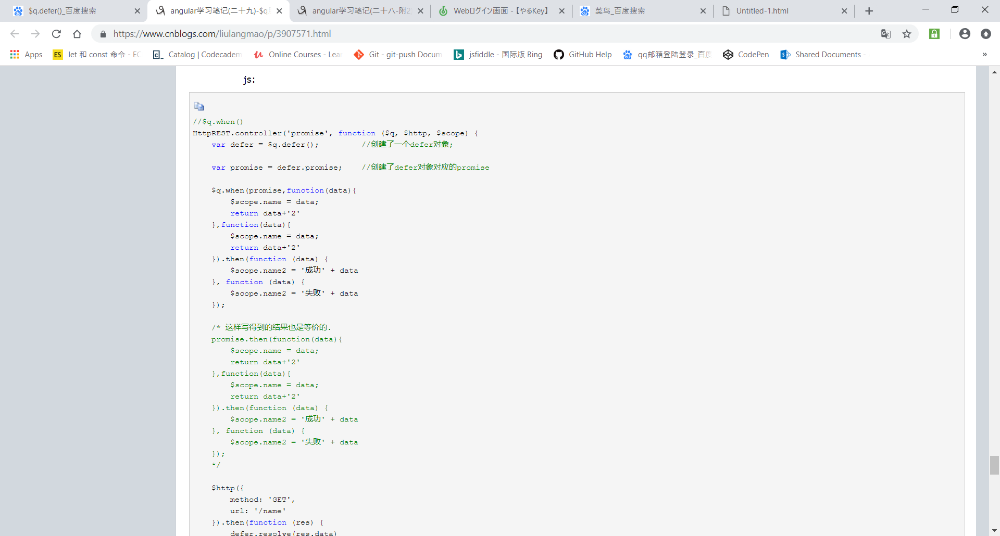 $q.defer()_百度搜索
angular学习笔记(二十九)-$q
angular学习笔记(二十八-附2
Webログイン画面 -【やるKey】
菜鸟_百度搜索
Untitled-1.html
https://www.cnblogs.com/liulangmao/p/3907571.html
Apps
let 和 const 命令 - EC
Catalog | Codecadem
Online Courses - Lear
Git - git-push Docum
jsfiddle - 国际版 Bing
GitHub Help
qq邮箱登陆登录_百度
CodePen
Shared Documents -
»
js:
//$q.when()
HttpREST.controller('promise', function ($q, $http, $scope) {
    var defer = $q.defer();         //创建了一个defer对象;
    var promise = defer.promise;    //创建了defer对象对应的promise
    $q.when(promise,function(data){
        $scope.name = data;
        return data+'2'
    },function(data){
        $scope.name = data;
        return data+'2'
    }).then(function (data) {
        $scope.name2 = '成功' + data
    }, function (data) {
        $scope.name2 = '失败' + data
    });
    /* 这样写得到的结果也是等价的.
    promise.then(function(data){
        $scope.name = data;
        return data+'2'
    },function(data){
        $scope.name = data;
        return data+'2'
    }).then(function (data) {
        $scope.name2 = '成功' + data
    }, function (data) {
        $scope.name2 = '失败' + data
    });
    */
    $http({
        method: 'GET',
        url: '/name'
    }).then(function (res) {
        defer.resolve(res.data)